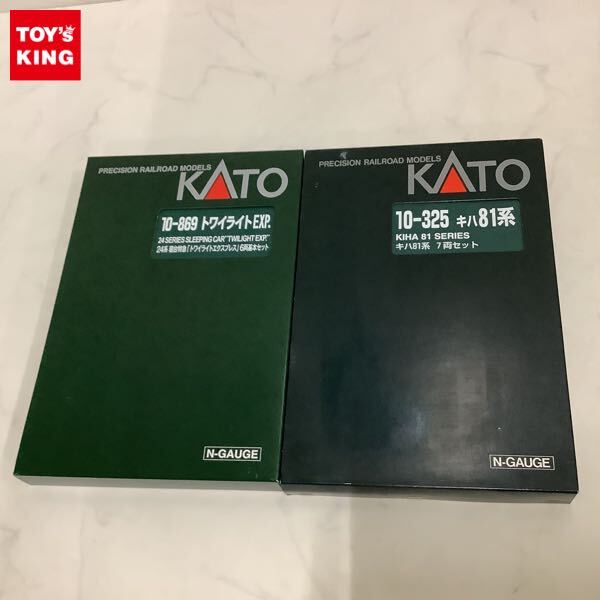 TOY'S
KING
PRECISION RAILROAD MODELS
KATO
10-869 トワイライトEXP.
24 SERIES SLEEPING CAR "TWILIGHT EXP."
24系 寝台特急「トワイライトエクスプレス」6両基本セット
N-GAUGE
PRECISION RAILROAD MODELS
KATO
10-325 キハ81系
KIHA 81 SERIES
キハ81系 7両セット
N-GAUGE